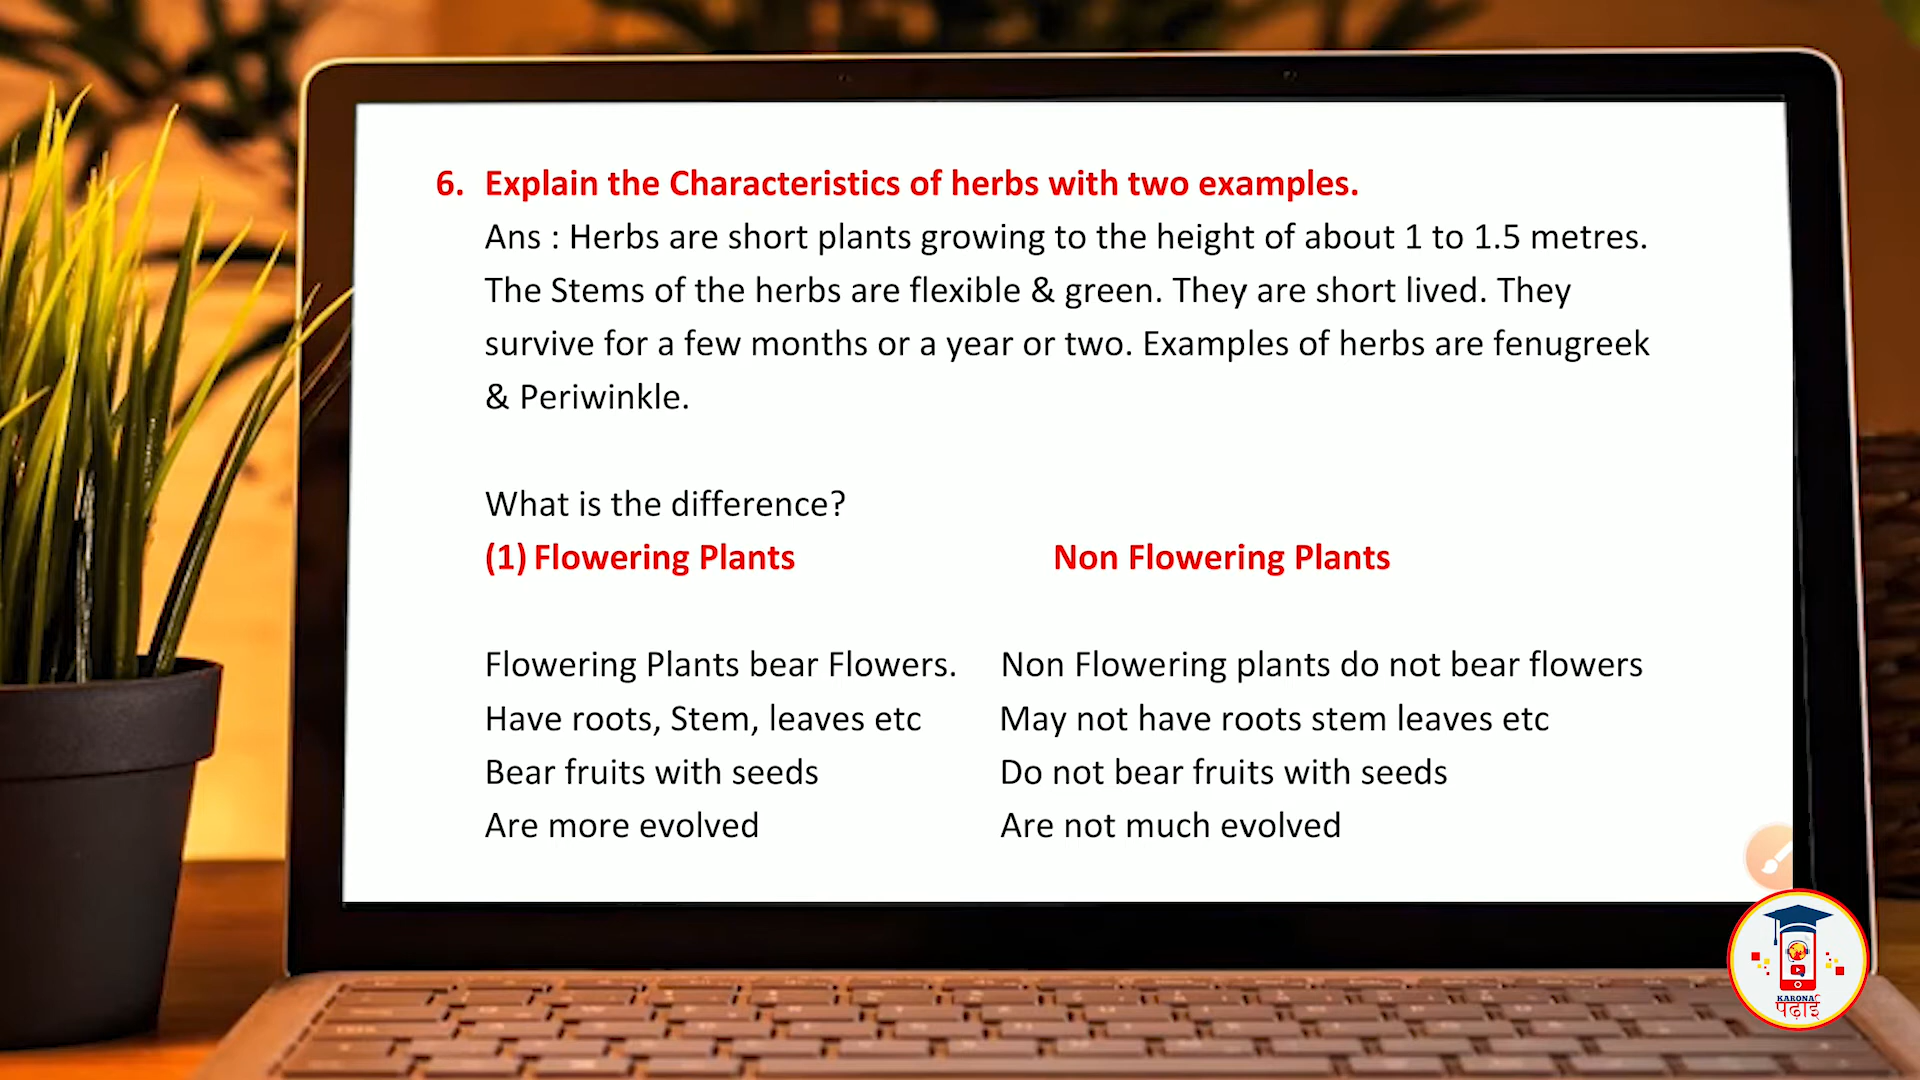 6. Explain the Characteristics of herbs with two examples.
Ans : Herbs are short plants growing to the height of about 1 to 1.5 metres.
The Stems of the herbs are flexible & green. They are short lived. They
survive for a few months or a year or two. Examples of herbs are fenugreek
& Periwinkle.
What is the difference?
(1) Flowering Plants Non Flowering Plants
Flowering Plants bear Flowers. Non Flowering plants do not bear flowers
Have roots, Stem, leaves etc May not have roots stem leaves etc
Bear fruits with seeds Do not bear fruits with seeds
Are more evolved Are not much evolved
KARONA
पढ़ाई